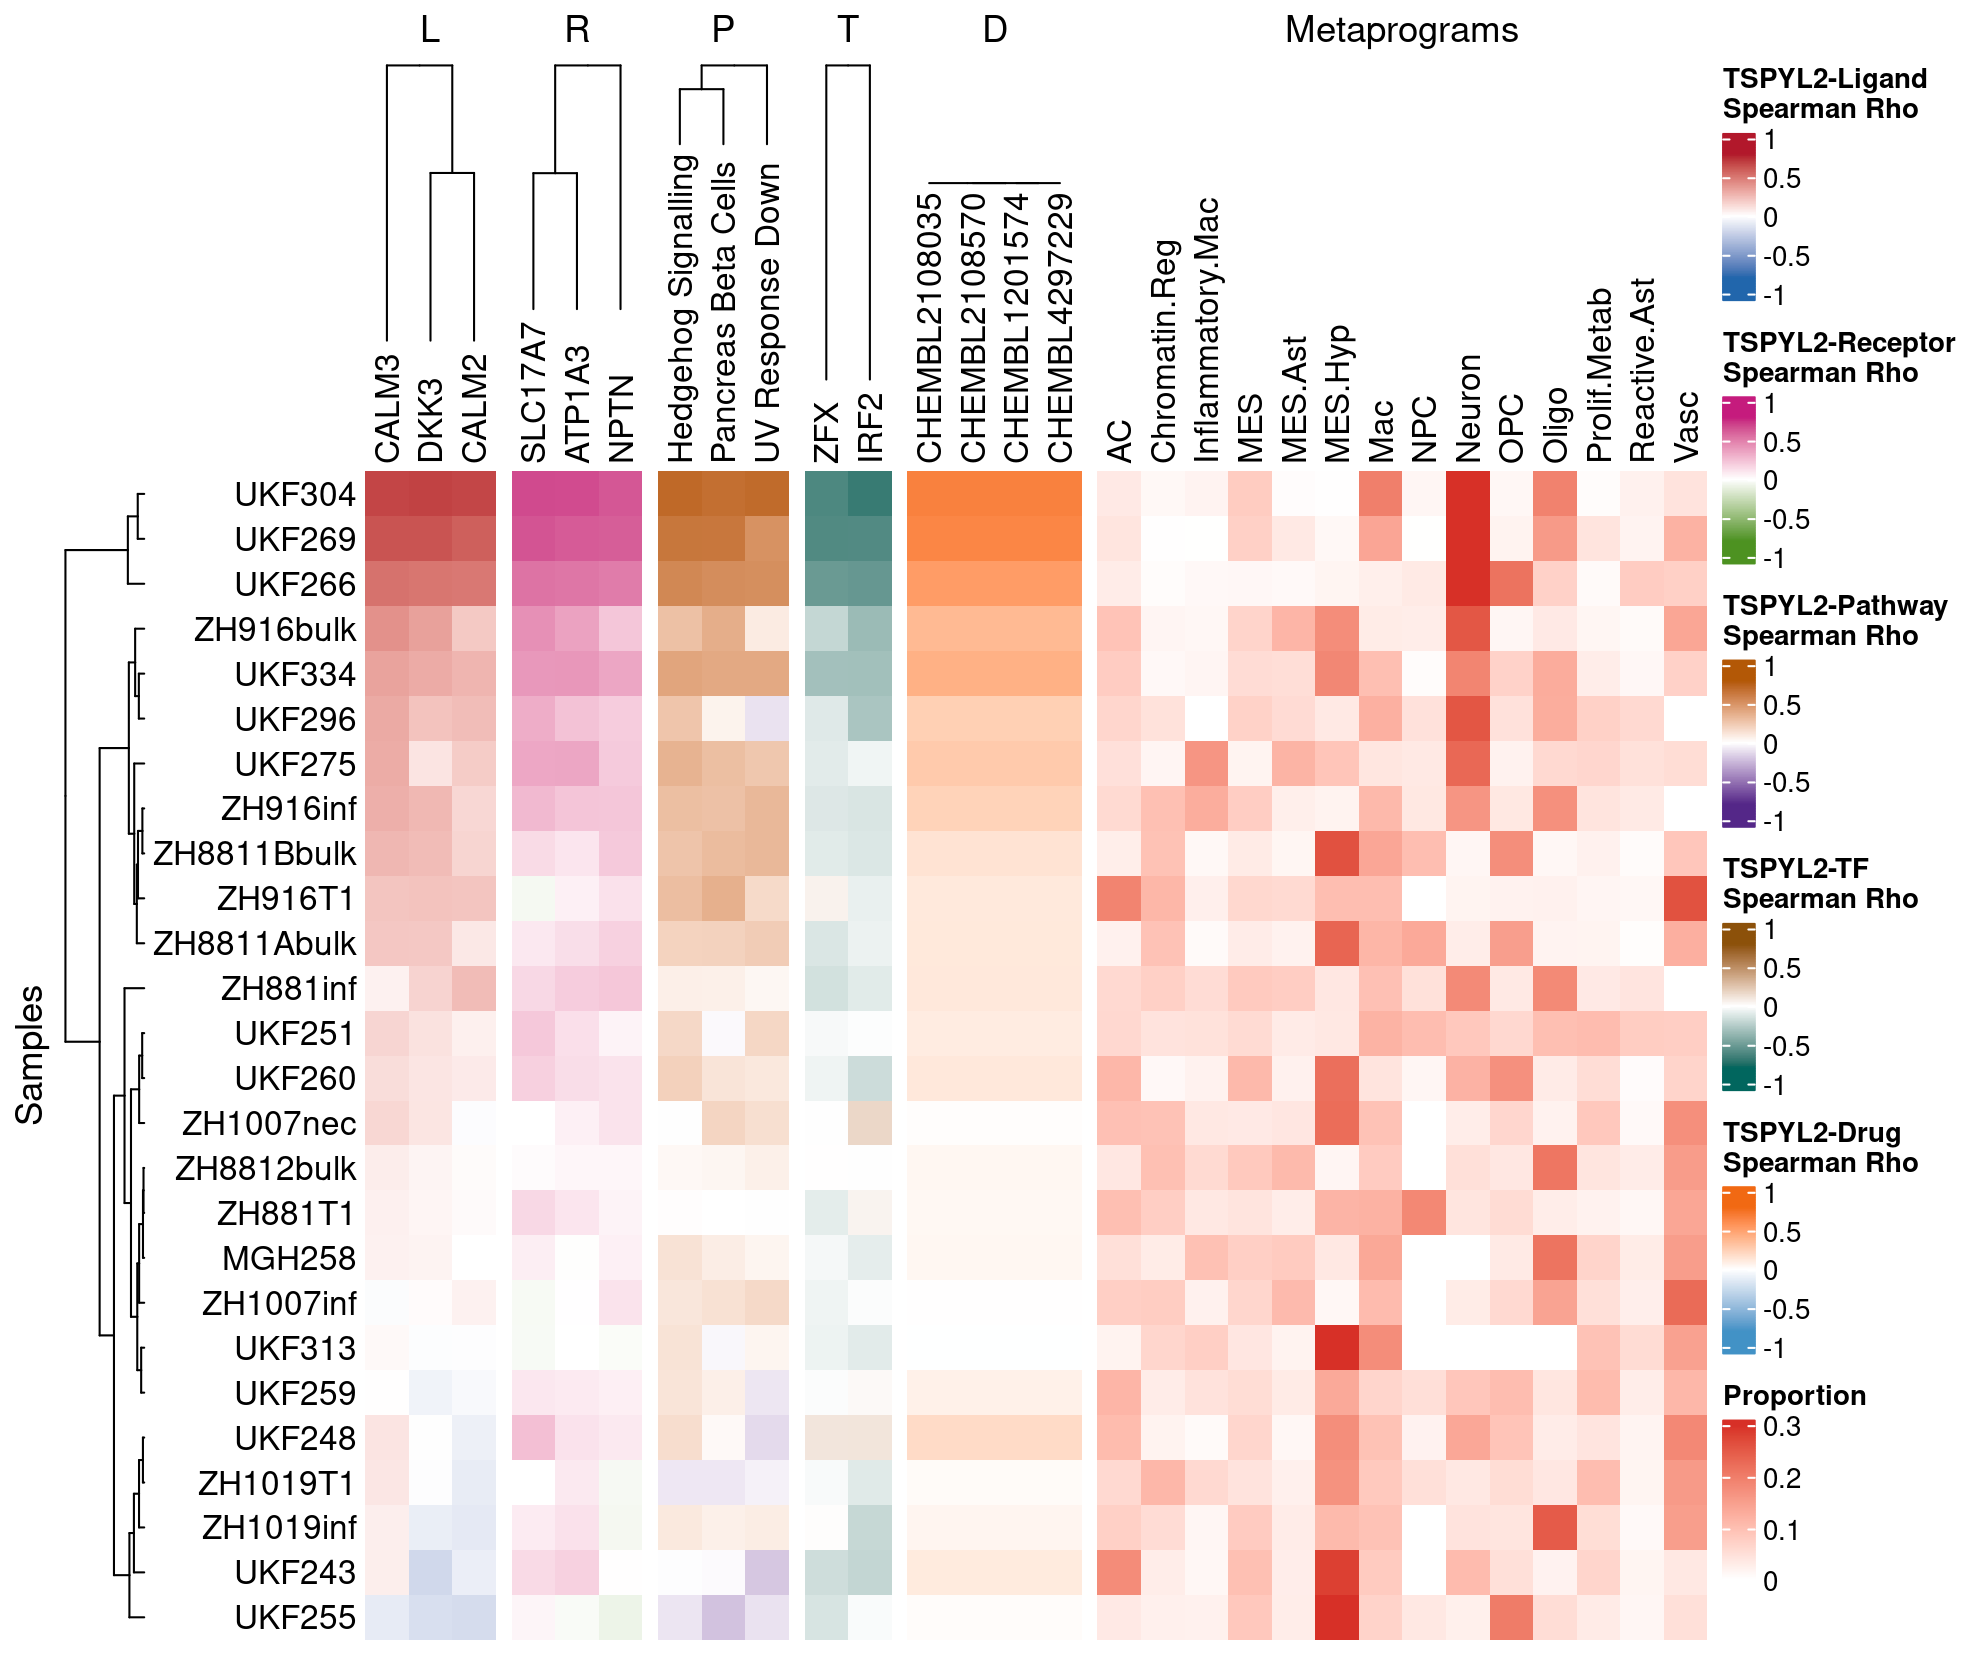 L R P T D Metaprograms
CALM3
DKK3
CALM2
SLC17A7
ATP1A3
NPTN
Hedgehog Signalling
Pancreas Beta Cells
UV Response Down
ZFX
IRF2
CHEMBL2108035
CHEMBL2108570
CHEMBL1201574
CHEMBL4297229
AC
Chromatin.Reg
Inflammatory.Mac
MES
MES.Ast
MES.Hyp
Mac
NPC
Neuron
OPC
Oligo
Prolif.Metab
Reactive.Ast
Vasc
Samples
UKF304
UKF269
UKF266
ZH916bulk
UKF334
UKF296
UKF275
ZH916inf
ZH8811Bbulk
ZH916T1
ZH8811Abulk
ZH881inf
UKF251
UKF260
ZH1007nec
ZH8812bulk
ZH881T1
MGH258
ZH1007inf
UKF313
UKF259
UKF248
ZH1019T1
ZH1019inf
UKF243
UKF255
TSPYL2-Ligand
Spearman Rho
1
0.5
0
-0.5
-1
TSPYL2-Receptor
Spearman Rho
1
0.5
0
-0.5
-1
TSPYL2-Pathway
Spearman Rho
1
0.5
0
-0.5
-1
TSPYL2-TF
Spearman Rho
1
0.5
0
-0.5
-1
TSPYL2-Drug
Spearman Rho
1
0.5
0
-0.5
-1
Proportion
0.3
0.2
0.1
0